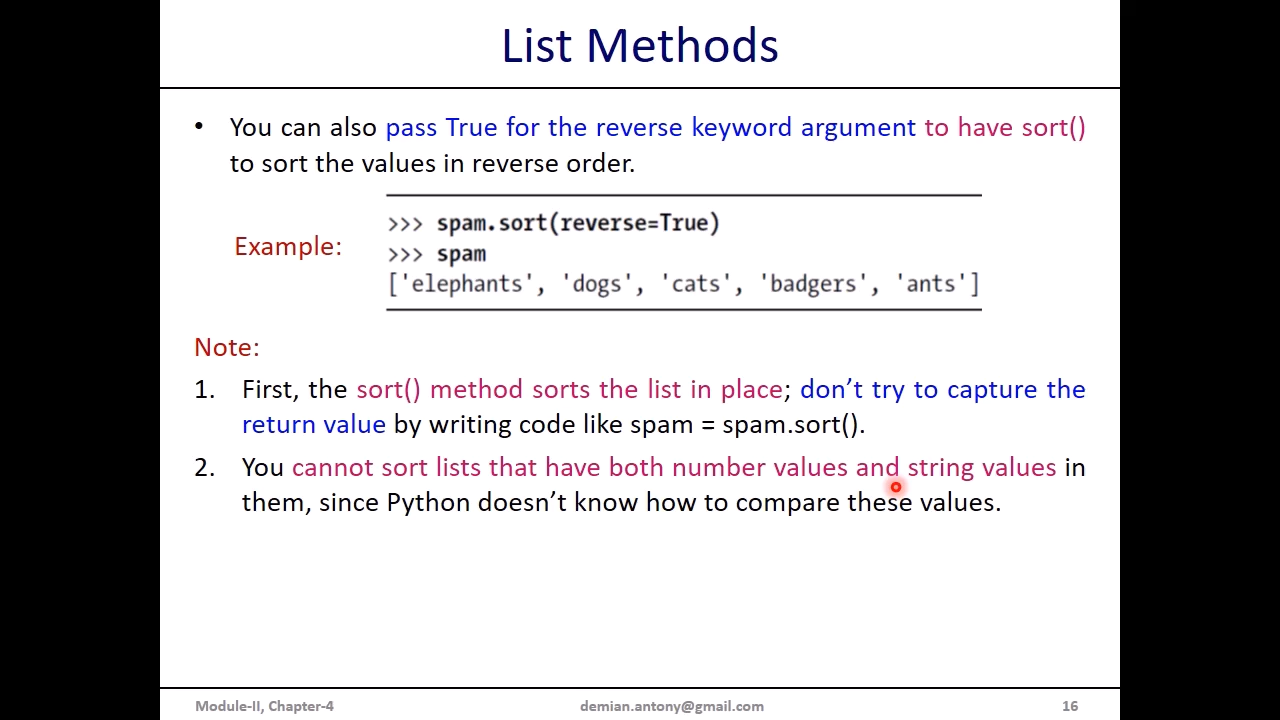 List Methods
• You can also pass True for the reverse keyword argument to have sort()
to sort the values in reverse order.
Example:
>>> spam.sort(reverse=True)
>>> spam
['elephants', 'dogs', 'cats', 'badgers', 'ants']
Note:
1. First, the sort() method sorts the list in place; don’t try to capture the
return value by writing code like spam = spam.sort().
2. You cannot sort lists that have both number values and string values in
them, since Python doesn’t know how to compare these values.
Module-II, Chapter-4
demian.antony@gmail.com
16